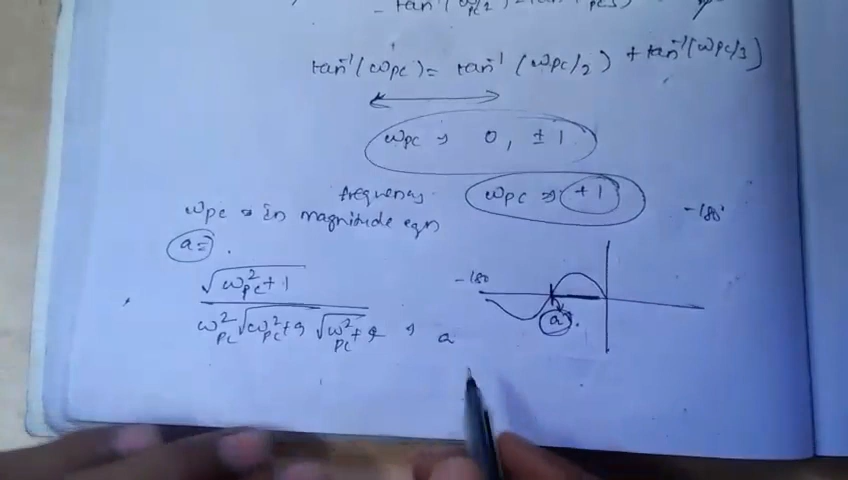 tan⁻¹(ωpc) = tan⁻¹ (ωpc/2) + tan⁻¹(ωpc/3)
ωpc → 0, ±1
frequency
ωpc ⇒ +1
-180°
ωpc ⇒ In magnitude eqn
a =
√ωpc² + 1
-180
ωpc² √ωpc² + 9 √ωpc² + 4 ⇒ a
a